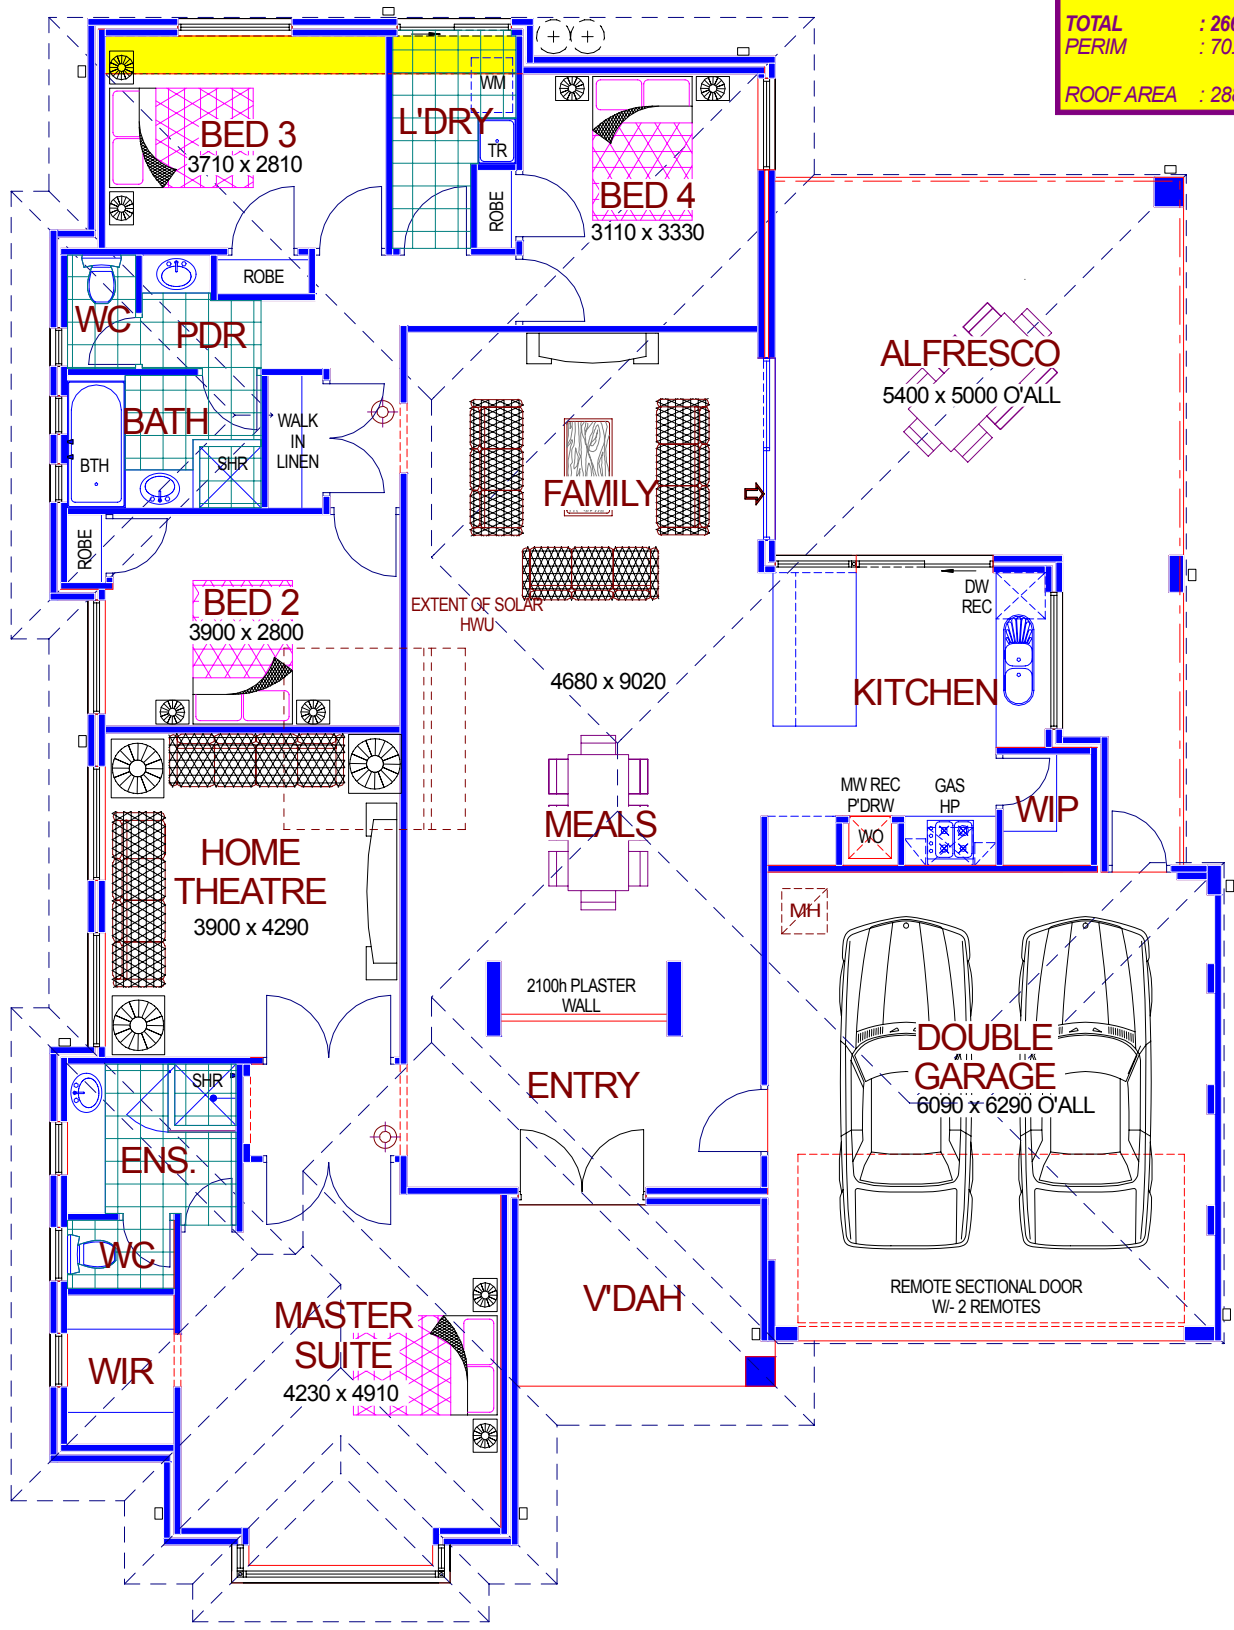 TOTAL : 266
PERIM : 70.
ROOF AREA : 288
BED 3
3710 x 2810
L'DRY
WM
TR
ROBE
BED 4
3110 x 3330
ROBE
WC
PDR
BATH
BTH
SHR
WALK
IN
LINEN
FAMILY
ALFRESCO
5400 x 5000 O'ALL
ROBE
BED 2
3900 x 2800
EXTENT OF SOLAR
HWU
4680 x 9020
DW
REC
KITCHEN
MW REC
P'DRW
GAS
HP
WO
WIP
MEALS
HOME
THEATRE
3900 x 4290
MH
2100h PLASTER
WALL
DOUBLE
GARAGE
6090 x 6290 O'ALL
ENTRY
SHR
ENS.
WC
WIR
MASTER
SUITE
4230 x 4910
V'DAH
REMOTE SECTIONAL DOOR
W/- 2 REMOTES